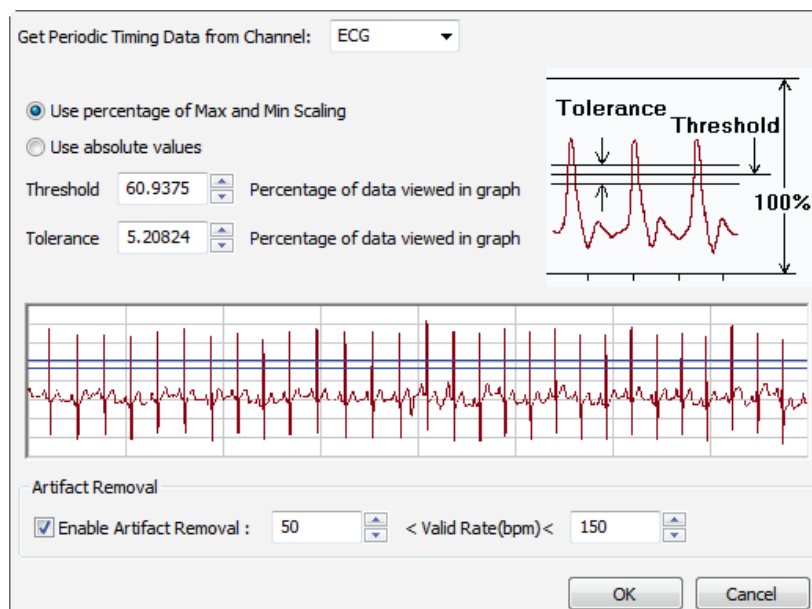 Get Periodic Timing Data from Channel: ECG
Use percentage of Max and Min Scaling
Use absolute values
Threshold 60.9375 Percentage of data viewed in graph
Tolerance 5.20824 Percentage of data viewed in graph
Tolerance
Threshold
100%
Artifact Removal
Enable Artifact Removal : 50 < Valid Rate(bpm)< 150
OK Cancel